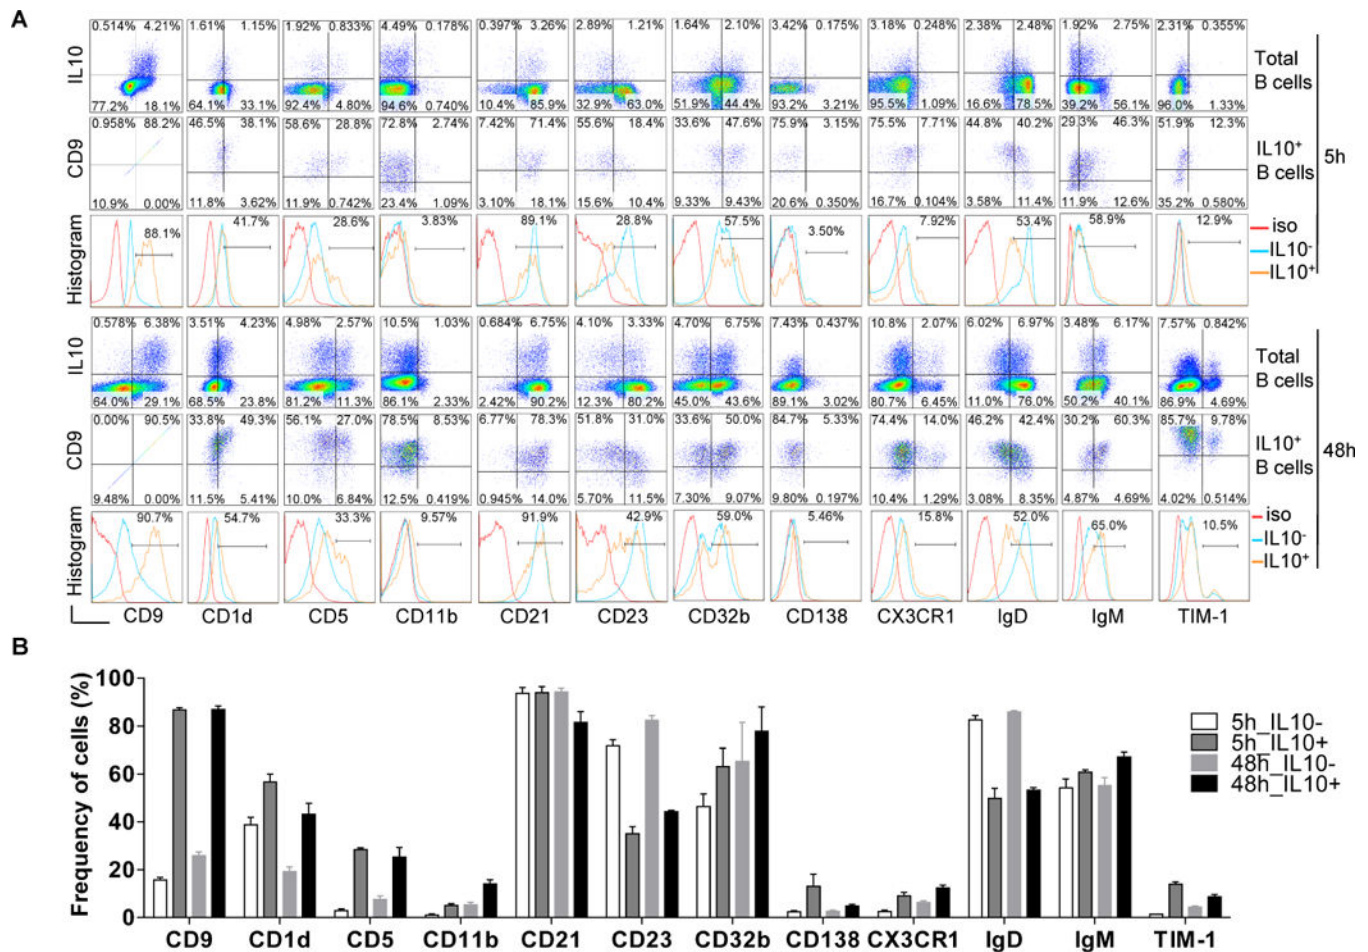 A
0.514% 4.21% 1.61% 1.15% 1.92% 0.833% 4.49% 0.178% 0.397% 3.26% 2.89% 1.21% 1.64% 2.10% 3.42% 0.175% 3.18% 0.248% 2.38% 2.48% 1.92% 2.75% 2.31% 0.355%
IL10
Total
B cells
77.2% 18.1% 64.1% 33.1% 92.4% 4.80% 94.6% 0.740% 10.4% 85.9% 32.9% 63.0% 51.9% 44.4% 93.2% 3.21% 95.5% 1.09% 16.6% 78.5% 39.2% 56.1% 96.0% 1.33%
0.958% 88.2% 46.5% 38.1% 58.6% 28.8% 72.8% 2.74% 7.42% 71.4% 55.6% 18.4% 33.6% 47.6% 75.9% 3.15% 75.5% 7.71% 44.8% 40.2% 29.3% 46.3% 51.9% 12.3%
CD9
IL10+
B cells
5h
10.9% 0.00% 11.8% 3.62% 11.9% 0.742% 23.4% 1.09% 3.10% 18.1% 15.6% 10.4% 9.33% 9.43% 20.6% 0.350% 16.7% 0.104% 3.58% 11.4% 11.9% 12.6% 35.2% 0.580%
Histogram
88.1% 41.7% 28.6% 3.83% 89.1% 28.8% 57.5% 3.50% 7.92% 53.4% 58.9% 12.9%
iso
IL10-
IL10+
0.578% 6.38% 3.51% 4.23% 4.98% 2.57% 10.5% 1.03% 0.684% 6.75% 4.10% 3.33% 4.70% 6.75% 7.43% 0.437% 10.8% 2.07% 6.02% 6.97% 3.48% 6.17% 7.57% 0.842%
IL10
Total
B cells
64.0% 29.1% 68.5% 23.8% 81.2% 11.3% 86.1% 2.33% 2.42% 90.2% 12.3% 80.2% 45.0% 43.6% 89.1% 3.02% 80.7% 6.45% 11.0% 76.0% 50.2% 40.1% 86.9% 4.69%
0.00% 90.5% 33.8% 49.3% 56.1% 27.0% 78.5% 8.53% 6.77% 78.3% 51.8% 31.0% 33.6% 50.0% 84.7% 5.33% 74.4% 14.0% 46.2% 42.4% 30.2% 60.3% 85.7% 9.78%
CD9
IL10+
B cells
48h
9.48% 0.00% 11.5% 5.41% 10.0% 6.84% 12.5% 0.419% 0.945% 14.0% 5.70% 11.5% 7.30% 9.07% 9.80% 0.197% 10.4% 1.29% 3.08% 8.35% 4.87% 4.69% 4.02% 0.514%
Histogram
90.7% 54.7% 33.3% 9.57% 91.9% 42.9% 59.0% 5.46% 15.8% 52.0% 65.0% 10.5%
iso
IL10-
IL10+
CD9 CD1d CD5 CD11b CD21 CD23 CD32b CD138 CX3CR1 IgD IgM TIM-1
B
Frequency of cells (%)
100
80
60
40
20
0
5h_IL10-
5h_IL10+
48h_IL10-
48h_IL10+
CD9 CD1d CD5 CD11b CD21 CD23 CD32b CD138 CX3CR1 IgD IgM TIM-1